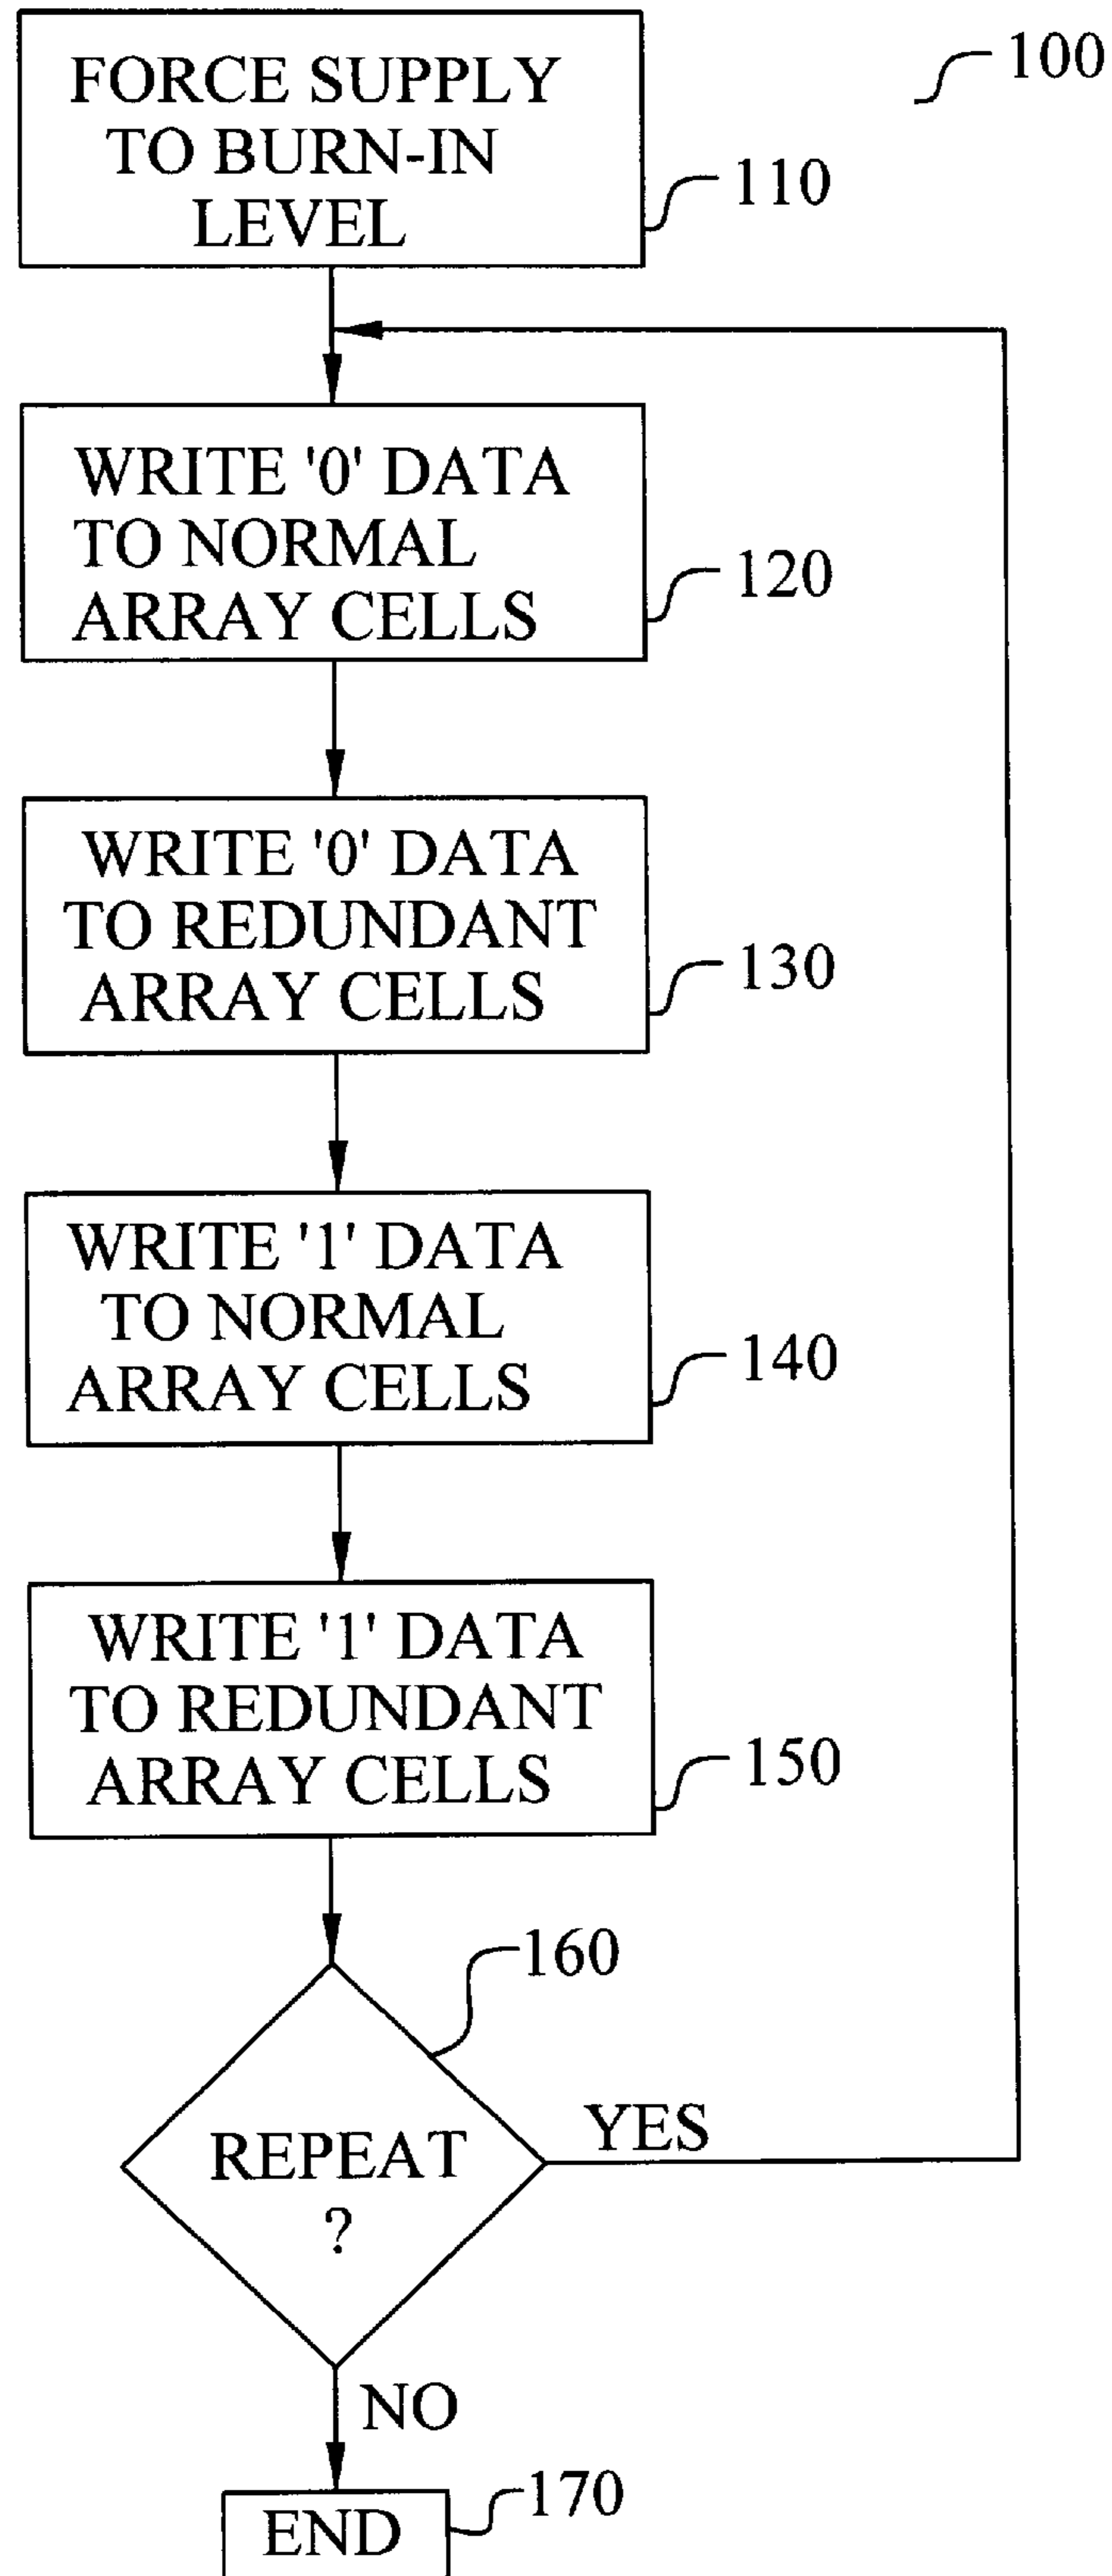 100
FORCE SUPPLY
TO BURN-IN
LEVEL
110
WRITE '0' DATA
TO NORMAL
ARRAY CELLS
120
WRITE '0' DATA
TO REDUNDANT
ARRAY CELLS
130
WRITE '1' DATA
TO NORMAL
ARRAY CELLS
140
WRITE '1' DATA
TO REDUNDANT
ARRAY CELLS
150
160
REPEAT
?
YES
NO
END
170